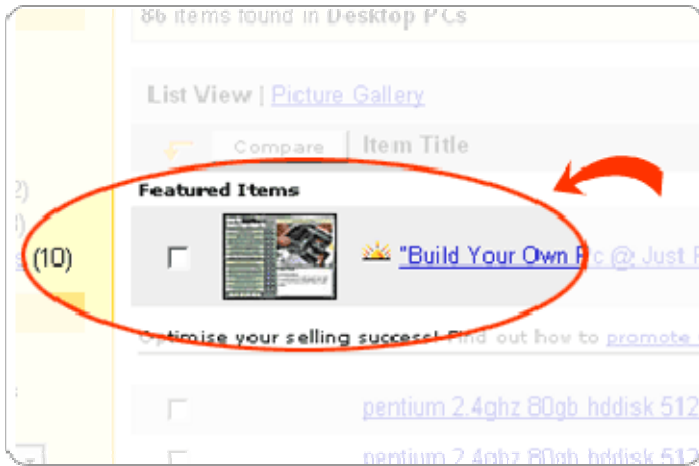 86 items found in Desktop PCs
List View | Picture Gallery
Compare Item Title
Featured Items
(10)
"Build Your Own Pc @ Just
Optimise your selling success! Find out how to promote
pentium 2.4ghz 80gb hddisk 512
pentium 2.4ghz 80gb hddisk 512